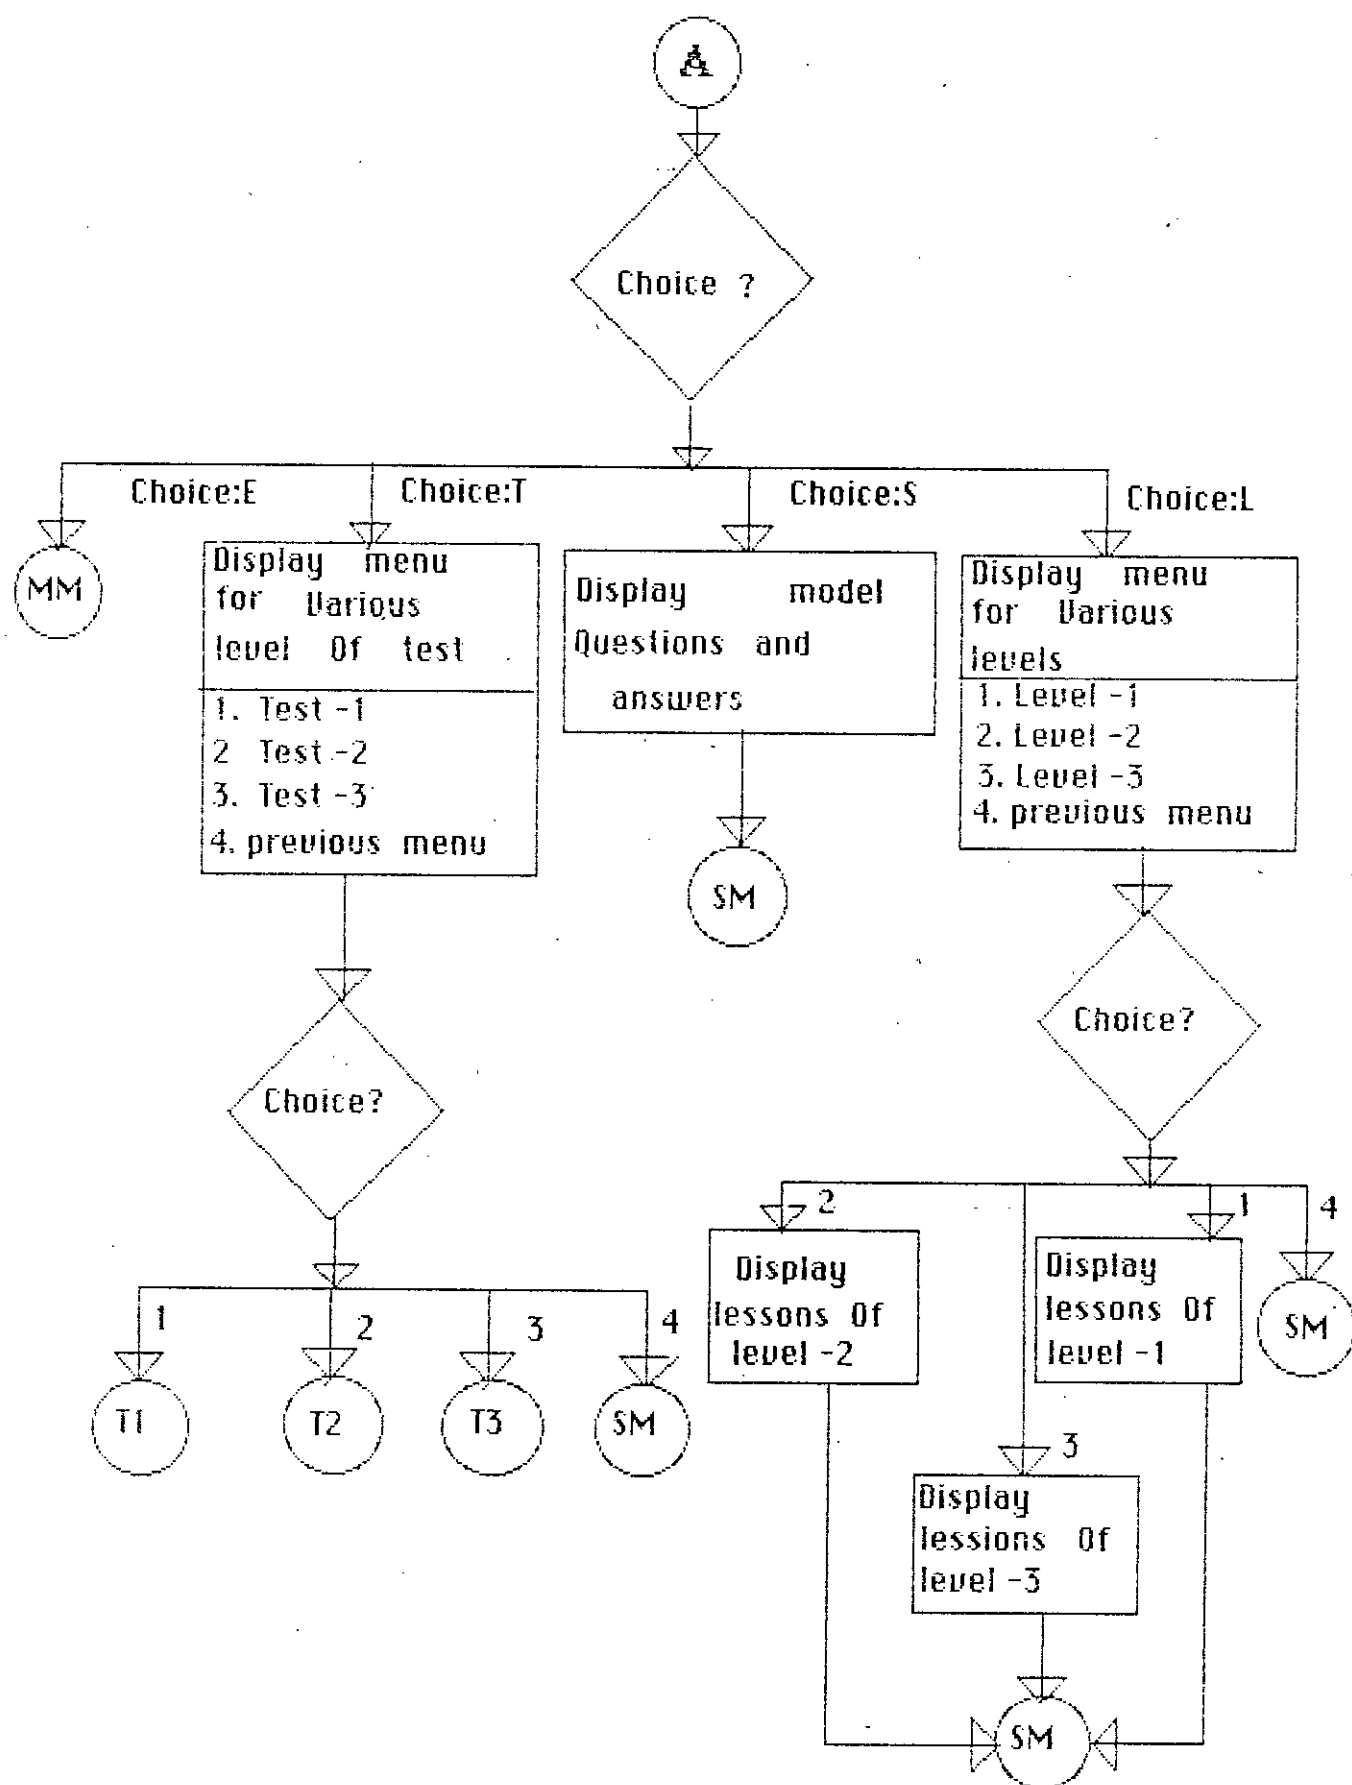 A
Choice ?
Choice:E
Choice:T
Choice:S
Choice:L
MM
Display menu
for Various
level Of test
1. Test -1
2 Test -2
3. Test -3
4. previous menu
Display model
Questions and
answers
Display menu
for Various
levels
1. Level -1
2. Level -2
3. Level -3
4. previous menu
SM
Choice?
Choice?
1
2
3
4
T1
T2
T3
SM
2
1
4
Display
lessons Of
level -2
Display
lessons Of
level -1
SM
3
Display
lessions Of
level -3
SM